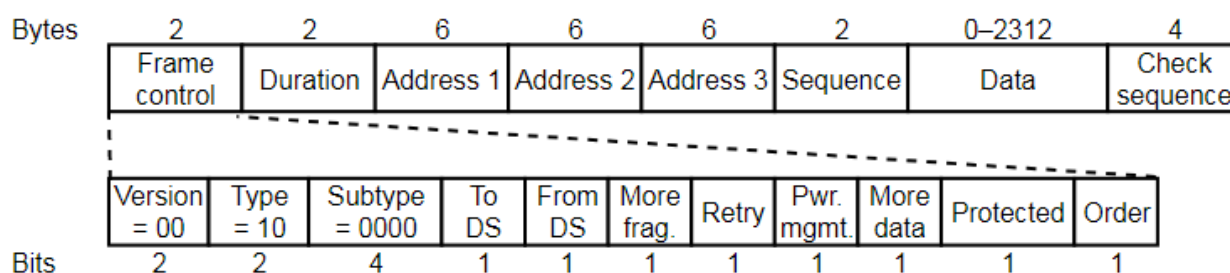 Bytes 2 2 6 6 6 2 0–2312 4
Frame control Duration Address 1 Address 2 Address 3 Sequence Data Check sequence
Version = 00 Type = 10 Subtype = 0000 To DS From DS More frag. Retry Pwr. mgmt. More data Protected Order
Bits 2 2 4 1 1 1 1 1 1 1 1